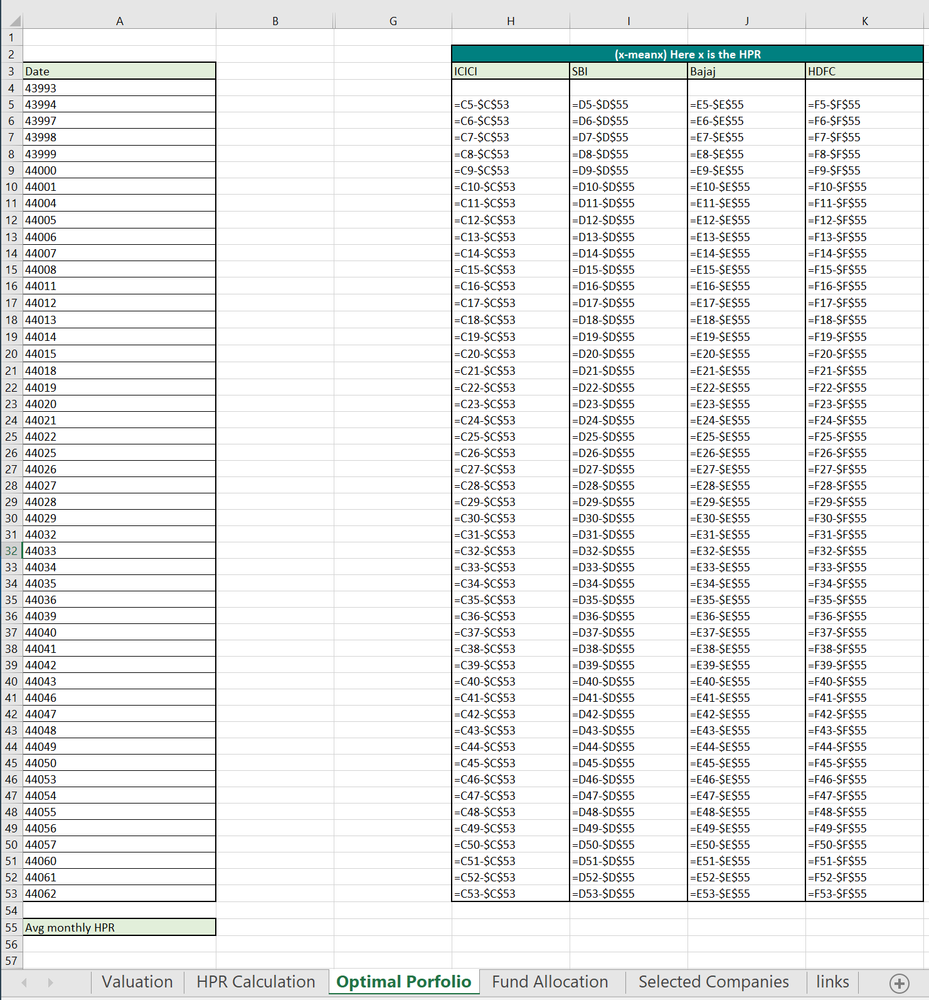 A B G H I J K
1
2 (x-meanx) Here x is the HPR
3 Date ICICI SBI Bajaj HDFC
4 43993
5 43994 =C5-$C$53 =D5-$D$55 =E5-$E$55 =F5-$F$55
6 43997 =C6-$C$53 =D6-$D$55 =E6-$E$55 =F6-$F$55
7 43998 =C7-$C$53 =D7-$D$55 =E7-$E$55 =F7-$F$55
8 43999 =C8-$C$53 =D8-$D$55 =E8-$E$55 =F8-$F$55
9 44000 =C9-$C$53 =D9-$D$55 =E9-$E$55 =F9-$F$55
10 44001 =C10-$C$53 =D10-$D$55 =E10-$E$55 =F10-$F$55
11 44004 =C11-$C$53 =D11-$D$55 =E11-$E$55 =F11-$F$55
12 44005 =C12-$C$53 =D12-$D$55 =E12-$E$55 =F12-$F$55
13 44006 =C13-$C$53 =D13-$D$55 =E13-$E$55 =F13-$F$55
14 44007 =C14-$C$53 =D14-$D$55 =E14-$E$55 =F14-$F$55
15 44008 =C15-$C$53 =D15-$D$55 =E15-$E$55 =F15-$F$55
16 44011 =C16-$C$53 =D16-$D$55 =E16-$E$55 =F16-$F$55
17 44012 =C17-$C$53 =D17-$D$55 =E17-$E$55 =F17-$F$55
18 44013 =C18-$C$53 =D18-$D$55 =E18-$E$55 =F18-$F$55
19 44014 =C19-$C$53 =D19-$D$55 =E19-$E$55 =F19-$F$55
20 44015 =C20-$C$53 =D20-$D$55 =E20-$E$55 =F20-$F$55
21 44018 =C21-$C$53 =D21-$D$55 =E21-$E$55 =F21-$F$55
22 44019 =C22-$C$53 =D22-$D$55 =E22-$E$55 =F22-$F$55
23 44020 =C23-$C$53 =D23-$D$55 =E23-$E$55 =F23-$F$55
24 44021 =C24-$C$53 =D24-$D$55 =E24-$E$55 =F24-$F$55
25 44022 =C25-$C$53 =D25-$D$55 =E25-$E$55 =F25-$F$55
26 44025 =C26-$C$53 =D26-$D$55 =E26-$E$55 =F26-$F$55
27 44026 =C27-$C$53 =D27-$D$55 =E27-$E$55 =F27-$F$55
28 44027 =C28-$C$53 =D28-$D$55 =E28-$E$55 =F28-$F$55
29 44028 =C29-$C$53 =D29-$D$55 =E29-$E$55 =F29-$F$55
30 44029 =C30-$C$53 =D30-$D$55 =E30-$E$55 =F30-$F$55
31 44032 =C31-$C$53 =D31-$D$55 =E31-$E$55 =F31-$F$55
32 44033 =C32-$C$53 =D32-$D$55 =E32-$E$55 =F32-$F$55
33 44034 =C33-$C$53 =D33-$D$55 =E33-$E$55 =F33-$F$55
34 44035 =C34-$C$53 =D34-$D$55 =E34-$E$55 =F34-$F$55
35 44036 =C35-$C$53 =D35-$D$55 =E35-$E$55 =F35-$F$55
36 44039 =C36-$C$53 =D36-$D$55 =E36-$E$55 =F36-$F$55
37 44040 =C37-$C$53 =D37-$D$55 =E37-$E$55 =F37-$F$55
38 44041 =C38-$C$53 =D38-$D$55 =E38-$E$55 =F38-$F$55
39 44042 =C39-$C$53 =D39-$D$55 =E39-$E$55 =F39-$F$55
40 44043 =C40-$C$53 =D40-$D$55 =E40-$E$55 =F40-$F$55
41 44046 =C41-$C$53 =D41-$D$55 =E41-$E$55 =F41-$F$55
42 44047 =C42-$C$53 =D42-$D$55 =E42-$E$55 =F42-$F$55
43 44048 =C43-$C$53 =D43-$D$55 =E43-$E$55 =F43-$F$55
44 44049 =C44-$C$53 =D44-$D$55 =E44-$E$55 =F44-$F$55
45 44050 =C45-$C$53 =D45-$D$55 =E45-$E$55 =F45-$F$55
46 44053 =C46-$C$53 =D46-$D$55 =E46-$E$55 =F46-$F$55
47 44054 =C47-$C$53 =D47-$D$55 =E47-$E$55 =F47-$F$55
48 44055 =C48-$C$53 =D48-$D$55 =E48-$E$55 =F48-$F$55
49 44056 =C49-$C$53 =D49-$D$55 =E49-$E$55 =F49-$F$55
50 44057 =C50-$C$53 =D50-$D$55 =E50-$E$55 =F50-$F$55
51 44060 =C51-$C$53 =D51-$D$55 =E51-$E$55 =F51-$F$55
52 44061 =C52-$C$53 =D52-$D$55 =E52-$E$55 =F52-$F$55
53 44062 =C53-$C$53 =D53-$D$55 =E53-$E$55 =F53-$F$55
54
55 Avg monthly HPR
56
57
Valuation HPR Calculation Optimal Porfolio Fund Allocation Selected Companies links